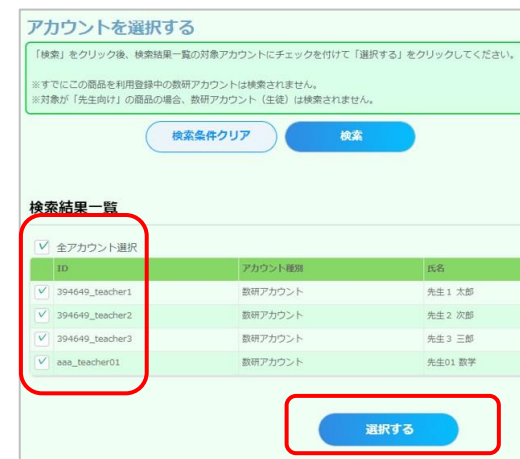 アカウントを選択する
「検索」をクリック後、検索結果一覧の対象アカウントにチェックを付けて「選択する」をクリックしてください。
※すでにこの商品を利用登録中の数研アカウントは検索されません。
※対象が「先生向け」の商品の場合、数研アカウント（生徒）は検索されません。
検索条件クリア 検索
検索結果一覧
全アカウント選択
ID アカウント種別 氏名
394649_teacher1 数研アカウント 先生1 太郎
394649_teacher2 数研アカウント 先生2 次郎
394649_teacher3 数研アカウント 先生3 三郎
aaa_teacher01 数研アカウント 先生01 数学
選択する